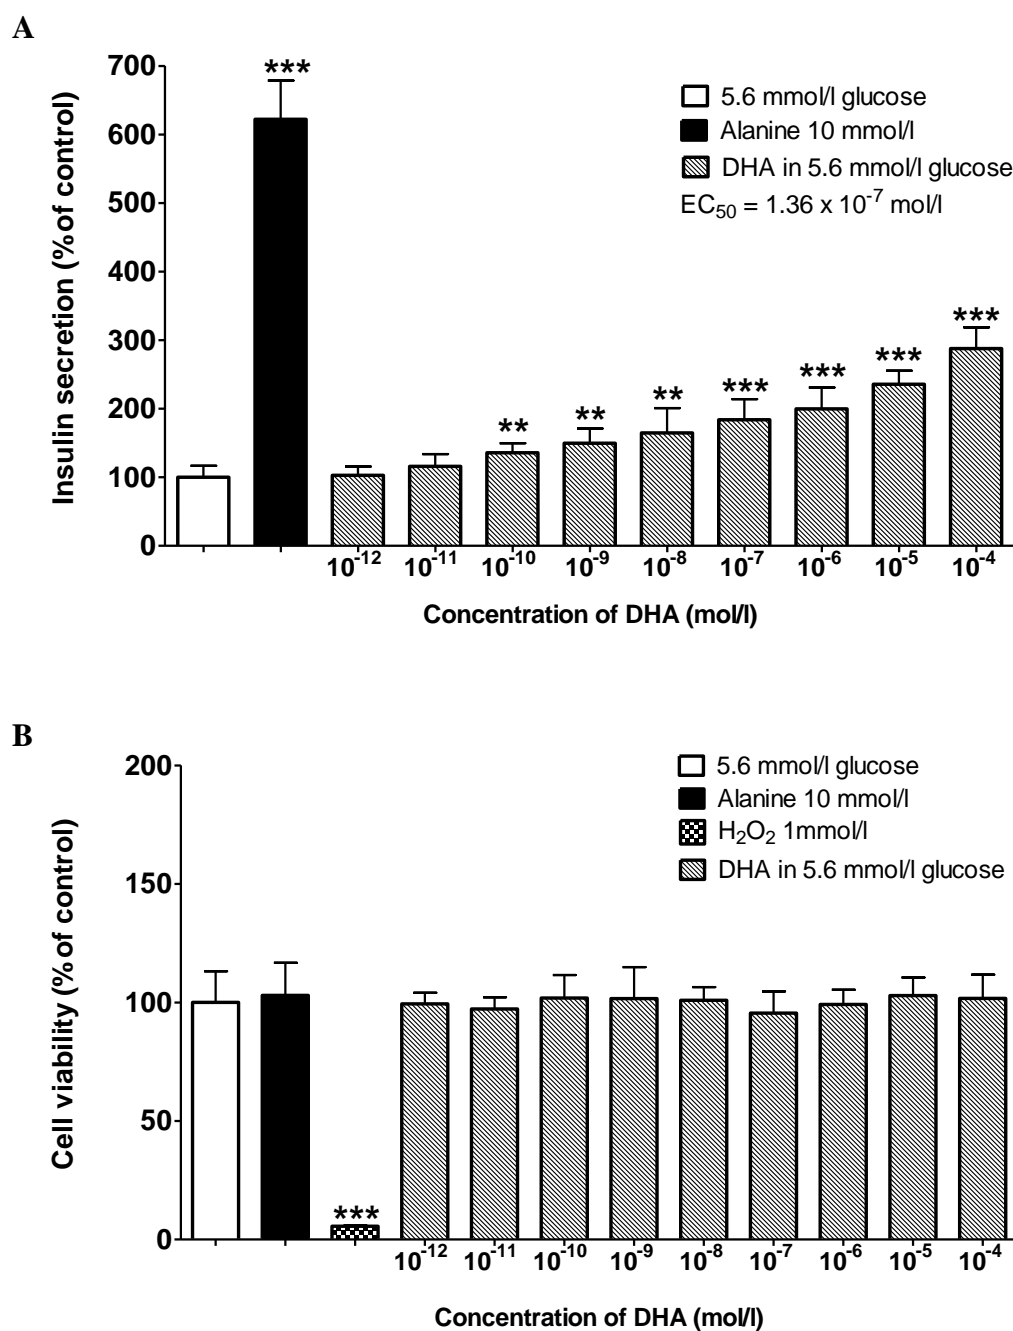 A
700
600
500
400
300
200
100
0
Insulin secretion (% of control)
***
**
**
**
***
***
***
***
5.6 mmol/l glucose
Alanine 10 mmol/l
DHA in 5.6 mmol/l glucose
EC50 = 1.36 x 10-7 mol/l
10-12 10-11 10-10 10-9 10-8 10-7 10-6 10-5 10-4
Concentration of DHA (mol/l)
B
200
150
100
50
0
Cell viability (% of control)
***
5.6 mmol/l glucose
Alanine 10 mmol/l
H2O2 1mmol/l
DHA in 5.6 mmol/l glucose
10-12 10-11 10-10 10-9 10-8 10-7 10-6 10-5 10-4
Concentration of DHA (mol/l)